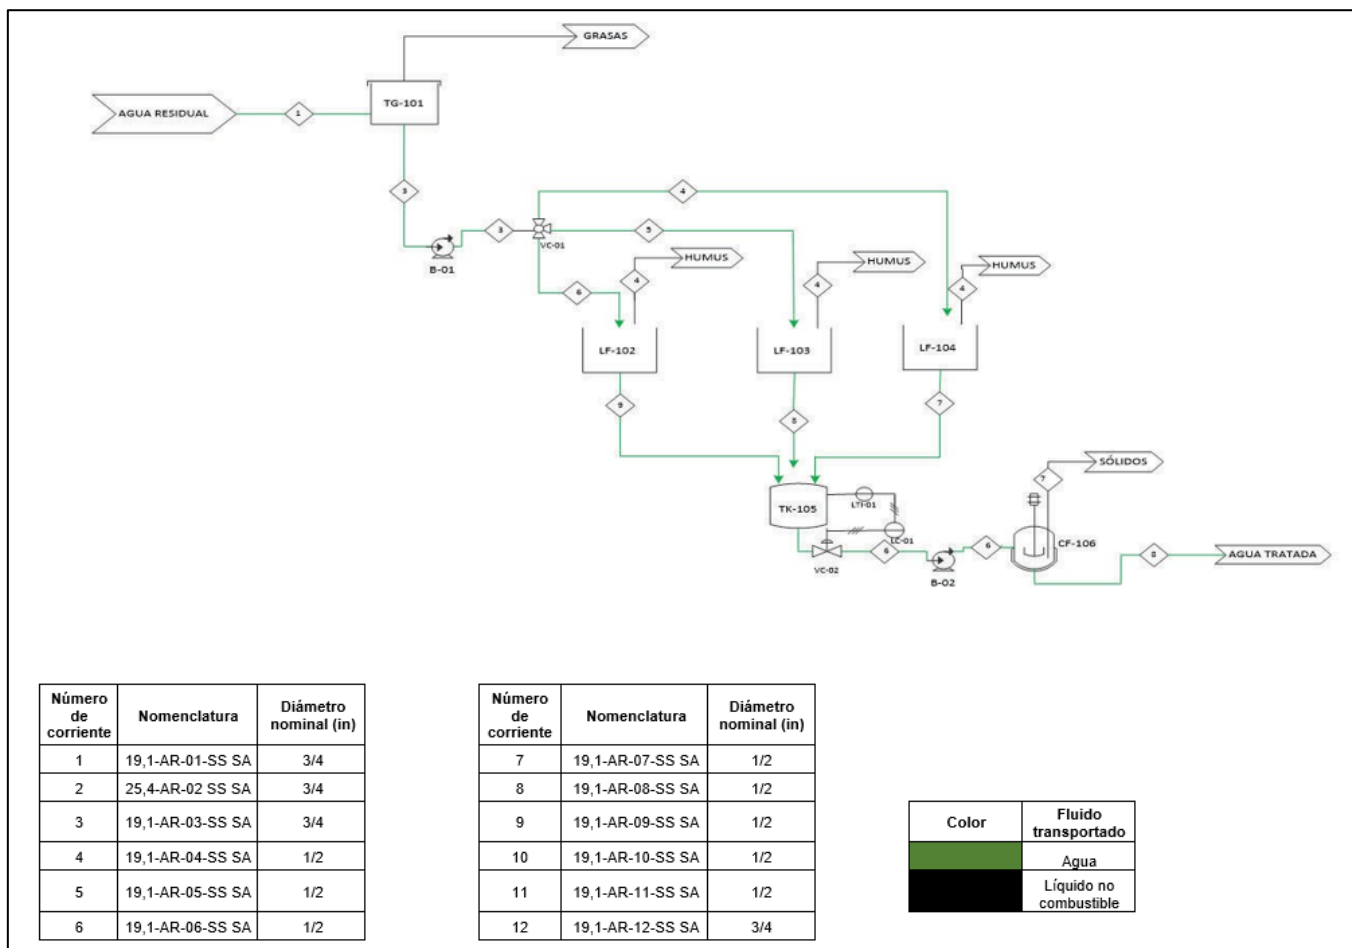 GRASAS
TG-101
AGUA RESIDUAL
1
3
4
3
5
VC-01
B-01
HUMUS
HUMUS
HUMUS
4
4
4
6
LF-102
LF-103
LF-104
9
8
7
SÓLIDOS
7
TK-105
LTI-01
LC-01
CF-106
VC-02
6
B-02
6
8
AGUA TRATADA
Número de corriente Nomenclatura Diámetro nominal (in)
1 19,1-AR-01-SS SA 3/4
2 25,4-AR-02 SS SA 3/4
3 19,1-AR-03-SS SA 3/4
4 19,1-AR-04-SS SA 1/2
5 19,1-AR-05-SS SA 1/2
6 19,1-AR-06-SS SA 1/2
Número de corriente Nomenclatura Diámetro nominal (in)
7 19,1-AR-07-SS SA 1/2
8 19,1-AR-08-SS SA 1/2
9 19,1-AR-09-SS SA 1/2
10 19,1-AR-10-SS SA 1/2
11 19,1-AR-11-SS SA 1/2
12 19,1-AR-12-SS SA 3/4
Color Fluido transportado
Agua
Líquido no combustible